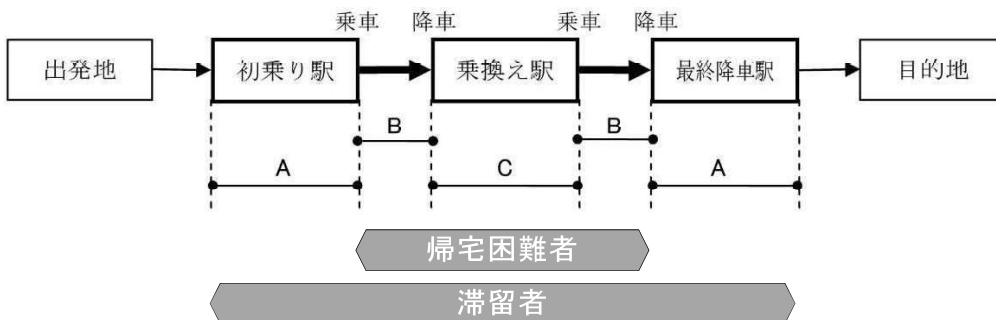 乗車 降車 乗車 降車
出発地 初乗り駅 乗換え駅 最終降車駅 目的地
B B
A C A
帰宅困難者
滞留者